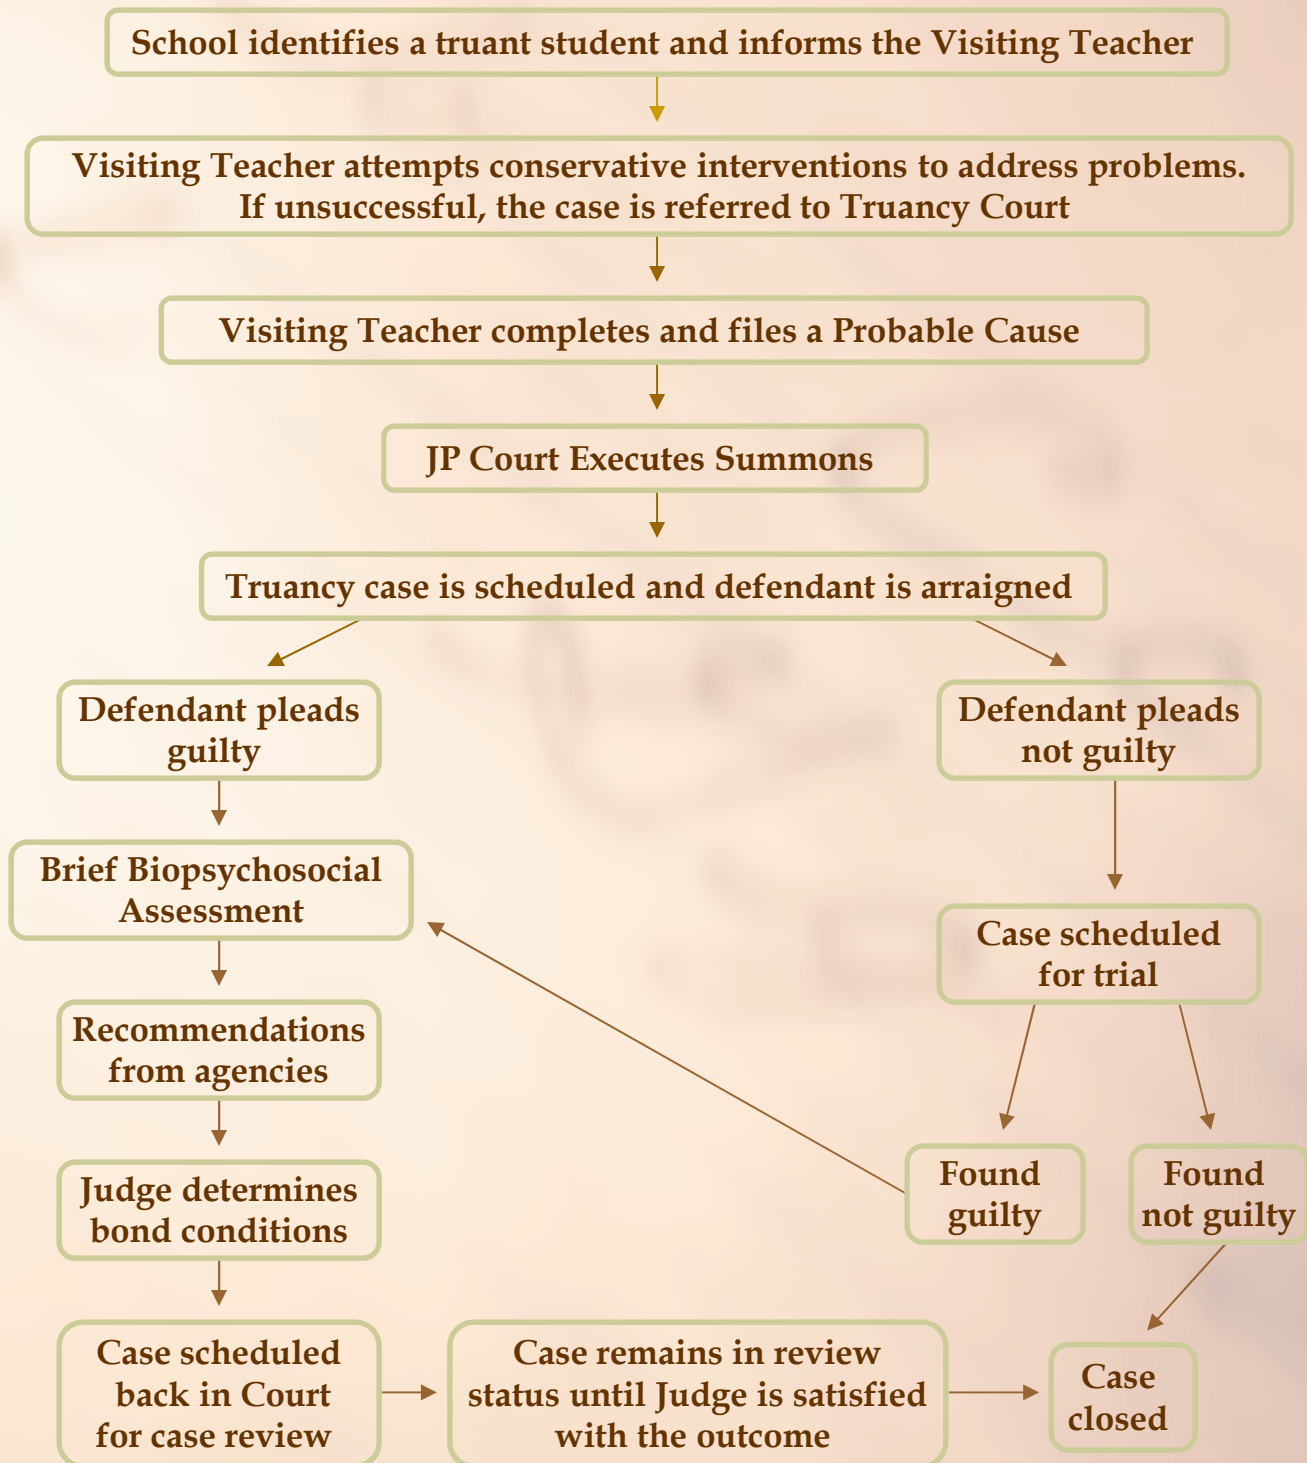 School identifies a truant student and informs the Visiting Teacher
Visiting Teacher attempts conservative interventions to address problems.
If unsuccessful, the case is referred to Truancy Court
Visiting Teacher completes and files a Probable Cause
JP Court Executes Summons
Truancy case is scheduled and defendant is arraigned
Defendant pleads
guilty
Defendant pleads
not guilty
Brief Biopsychosocial
Assessment
Case scheduled
for trial
Recommendations
from agencies
Found
guilty
Found
not guilty
Judge determines
bond conditions
Case scheduled
back in Court
for case review
Case remains in review
status until Judge is satisfied
with the outcome
Case
closed